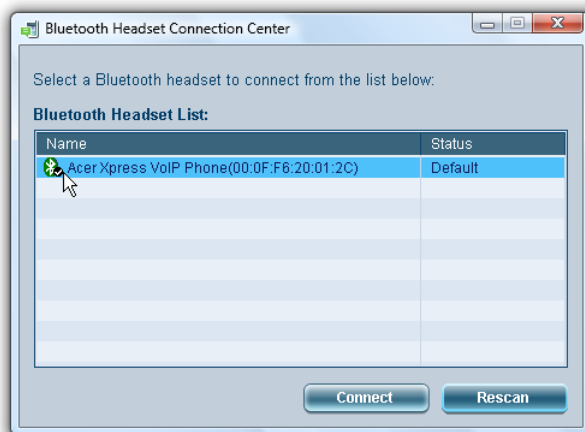 Bluetooth Headset Connection Center
Select a Bluetooth headset to connect from the list below:
Bluetooth Headset List:
Name Status
Acer Xpress VoIP Phone(00:0F:F6:20:01:2C) Default
Connect Rescan